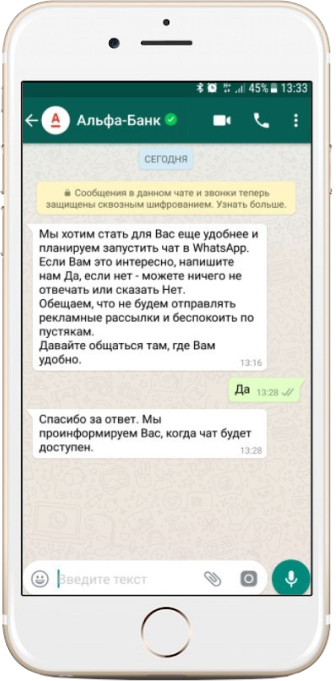 45% 13:33
Альфа-Банк
СЕГОДНЯ
Сообщения в данном чате и звонки теперь
защищены сквозным шифрованием. Узнать больше.
Мы хотим стать для Вас еще удобнее и
планируем запустить чат в WhatsApp.
Если Вам это интересно, напишите
нам Да, если нет - можете ничего не
отвечать или сказать Нет.
Обещаем, что не будем отправлять
рекламные рассылки и беспокоить по
пустякам.
Давайте общаться там, где Вам
удобно.
13:16
Да 13:28
Спасибо за ответ. Мы
проинформируем Вас, когда чат будет
доступен.
13:28
Введите текст